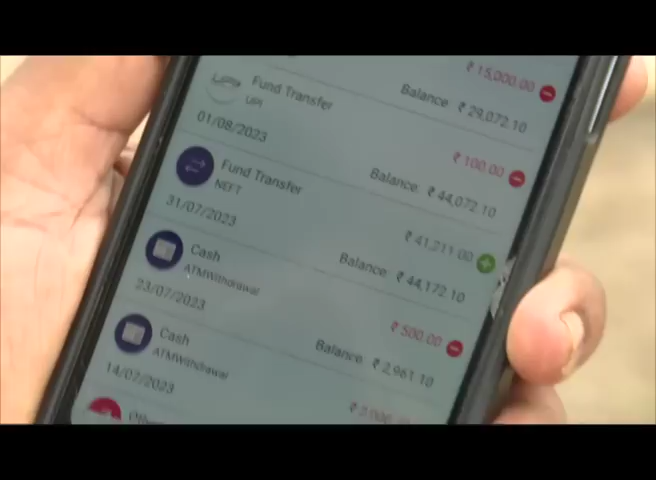 ₹ 15,000.00
Fund Transfer
UPI
Balance ₹ 29,072.10
01/08/2023
₹ 100.00
Fund Transfer
NEFT
Balance ₹ 44,072.10
31/07/2023
₹ 41,211.00
Cash
ATMWithdrawal
Balance ₹ 44,172.10
23/07/2023
₹ 500.00
Cash
ATMWithdrawal
Balance ₹ 2,961.10
14/07/2023